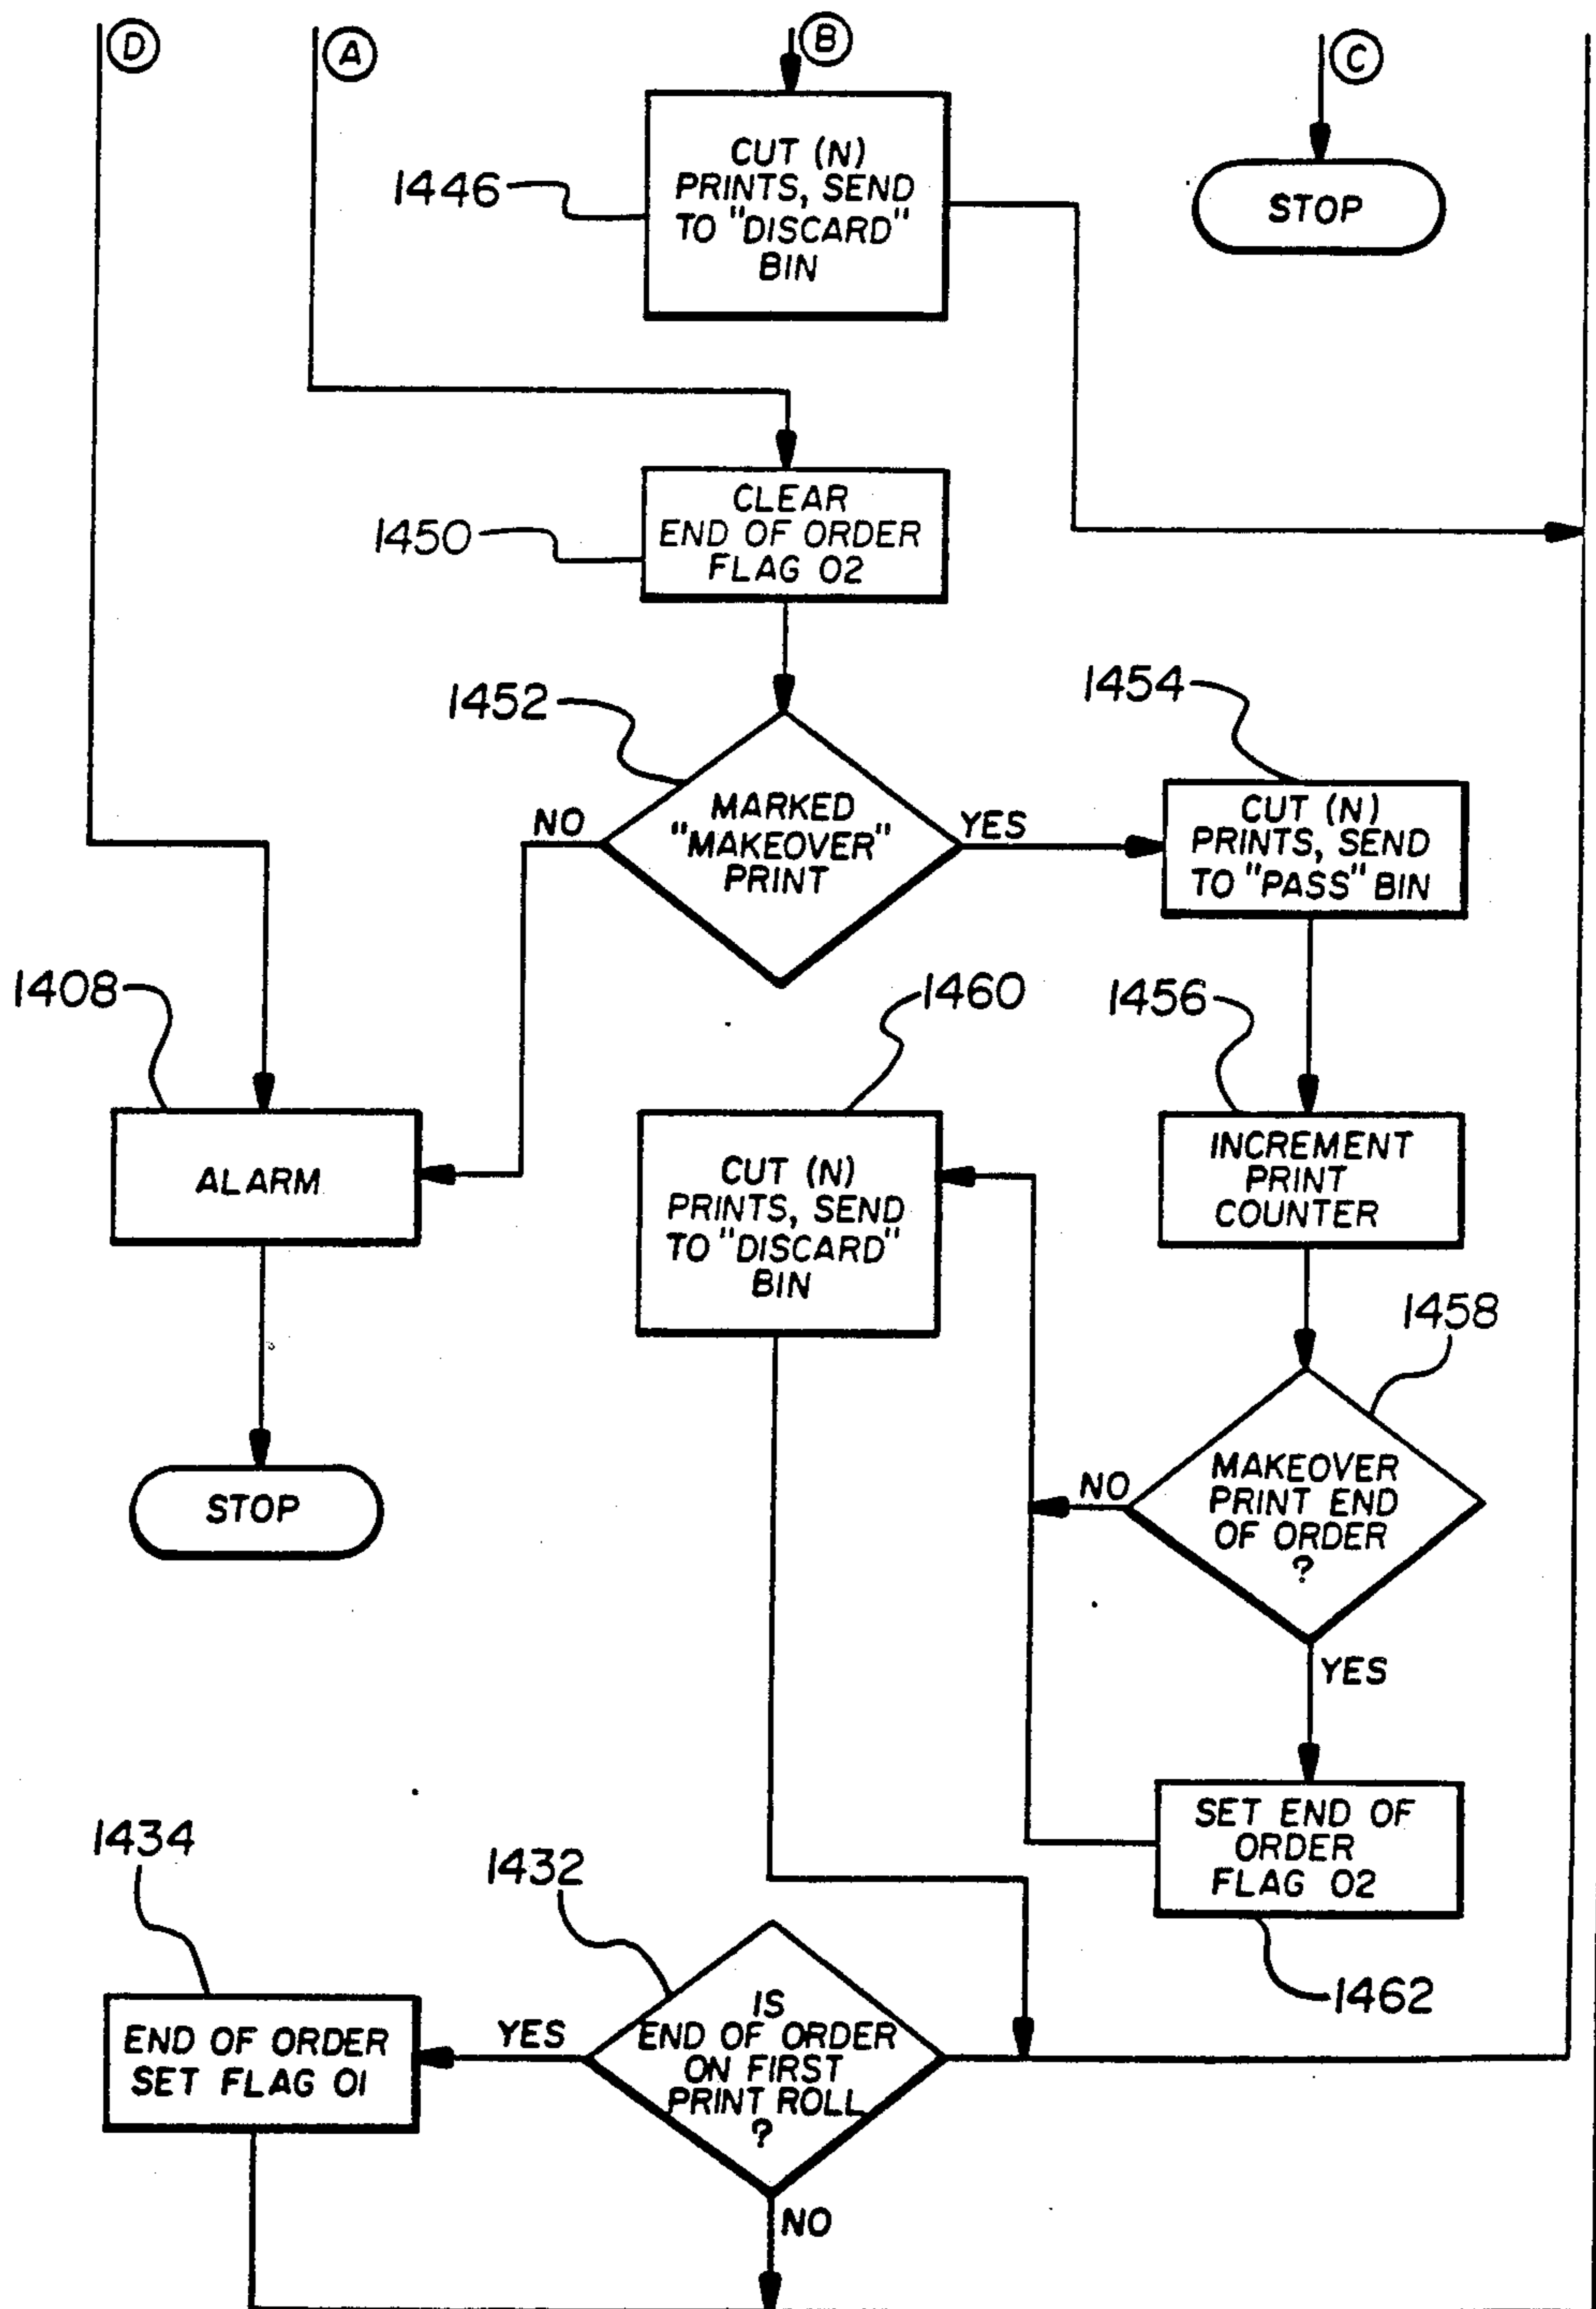 D
A
B
C
CUT (N)
PRINTS, SEND
TO "DISCARD"
BIN
1446
STOP
CLEAR
END OF ORDER
FLAG 02
1450
1452
MARKED
"MAKEOVER"
PRINT
NO
YES
1454
CUT (N)
PRINTS, SEND
TO "PASS" BIN
1408
ALARM
1460
CUT (N)
PRINTS, SEND
TO "DISCARD"
BIN
1456
INCREMENT
PRINT
COUNTER
1458
MAKEOVER
PRINT END
OF ORDER
?
NO
YES
STOP
SET END OF
ORDER
FLAG 02
1462
1434
END OF ORDER
SET FLAG 01
1432
IS
END OF ORDER
ON FIRST
PRINT ROLL
?
YES
NO